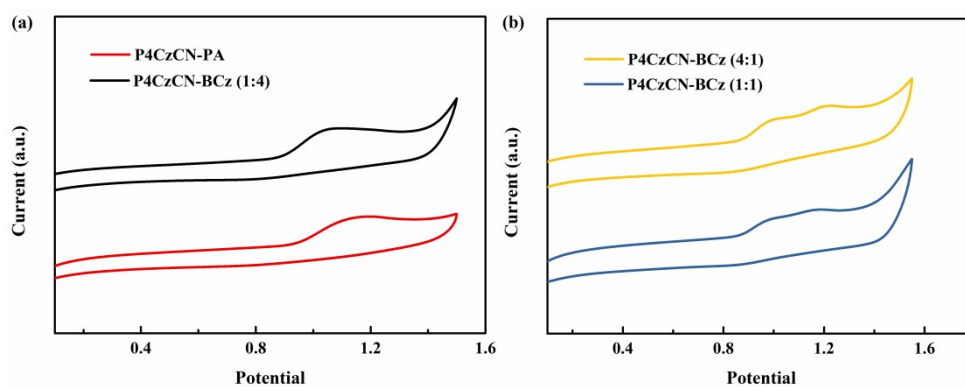 (a)
P4CzCN-PA
P4CzCN-BCz (1:4)
Current (a.u.)
0.4 0.8 1.2 1.6
Potential
(b)
P4CzCN-BCz (4:1)
P4CzCN-BCz (1:1)
Current (a.u.)
0.4 0.8 1.2 1.6
Potential